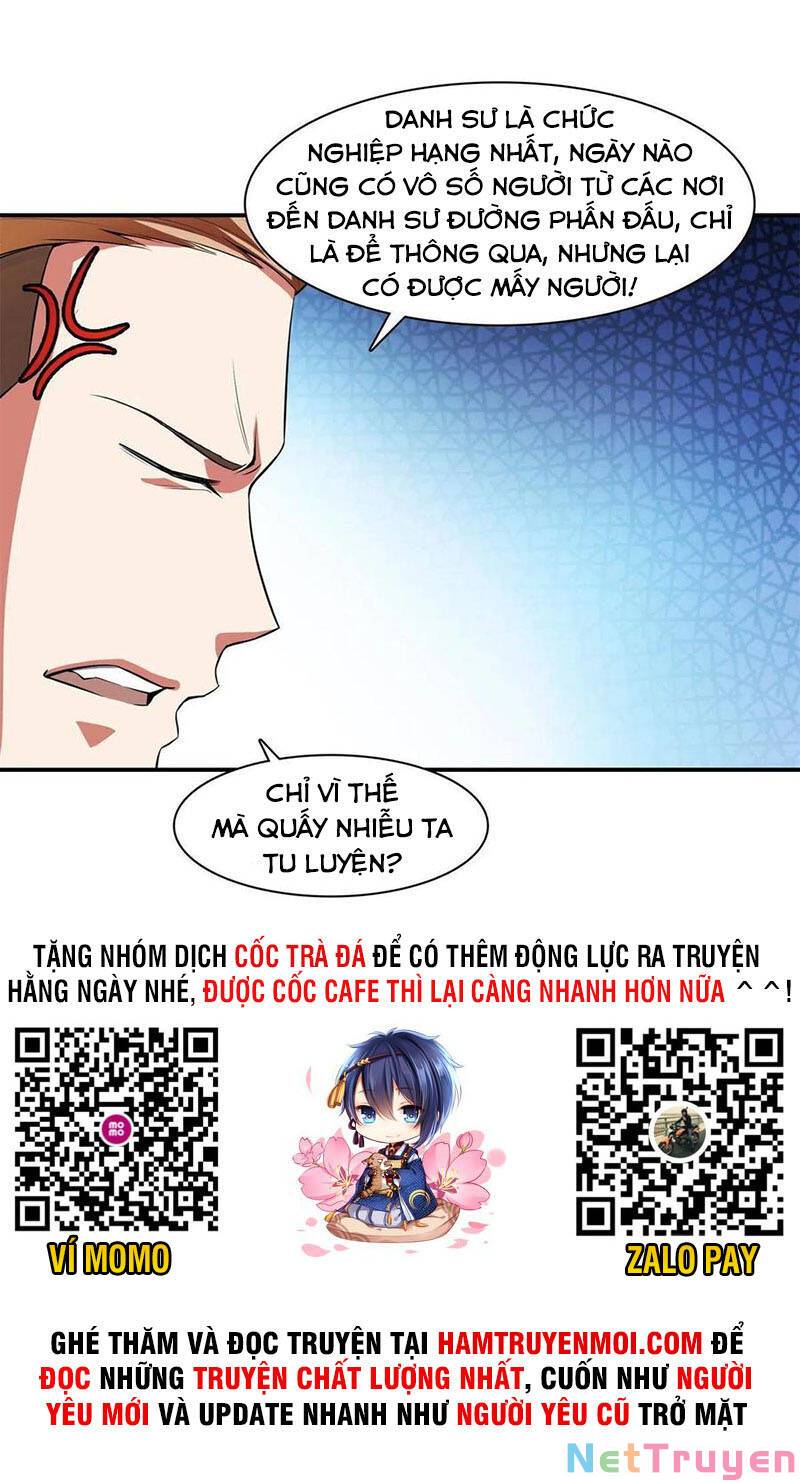 DANH SƯ LÀ CHỨC
NGHIỆP HẠNG NHẤT, NGÀY NÀO
CŨNG CÓ VÔ SỐ NGƯỜI TỪ CÁC NƠI
ĐẾN DANH SƯ ĐƯỜNG PHẤN ĐẤU, CHỈ
LÀ ĐỂ THÔNG QUA, NHƯNG LẠI
CÓ ĐƯỢC MẤY NGƯỜI!
CHỈ VÌ THẾ
MÀ QUẤY NHIỄU TA
TU LUYỆN?
TẶNG NHÓM DỊCH CỐC TRÀ ĐÁ ĐỂ CÓ THÊM ĐỘNG LỰC RA TRUYỆN
HẰNG NGÀY NHÉ, ĐƯỢC CỐC CAFE THÌ LẠI CÀNG NHANH HƠN NỮA ^ ^!
mo
mo
VÍ MOMO
ZALO PAY
GHÉ THĂM VÀ ĐỌC TRUYỆN TẠI HAMTRUYENMOI.COM ĐỂ
ĐỌC NHỮNG TRUYỆN CHẤT LƯỢNG NHẤT, CUỐN NHƯ NGƯỜI
YÊU MỚI VÀ UPDATE NHANH NHƯ NGƯỜI YÊU CŨ TRỞ MẶT
NetTruyen